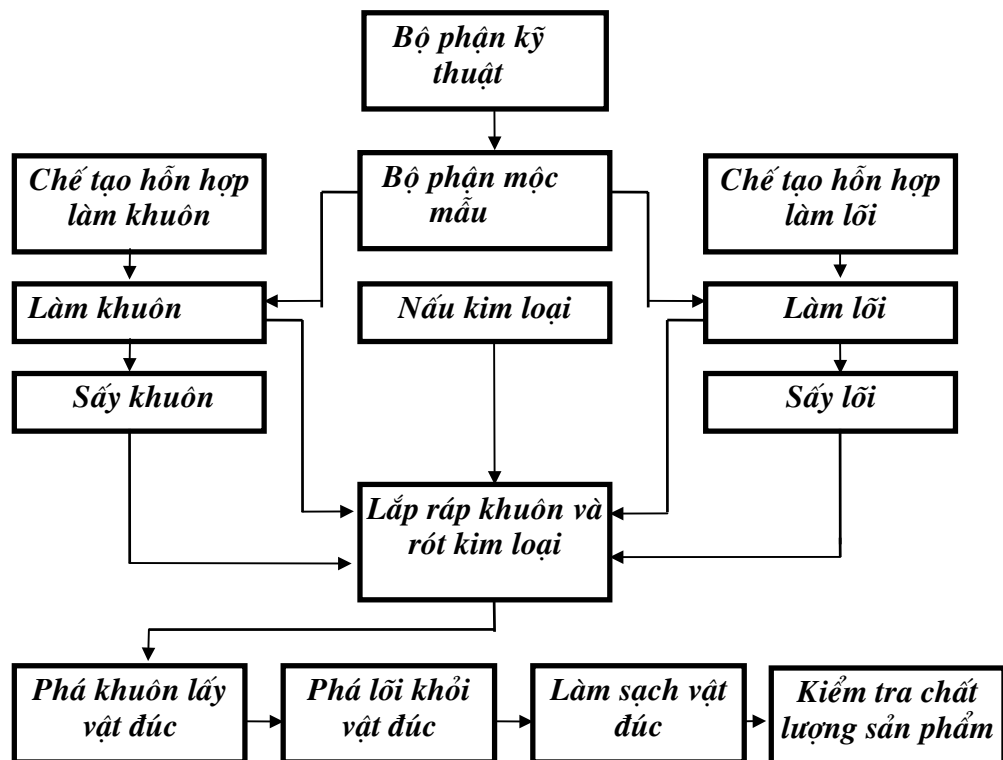 Bộ phận kỹ
thuật
Chế tạo hỗn hợp
làm khuôn
Bộ phận mộc
mẫu
Chế tạo hỗn hợp
làm lõi
Làm khuôn
Nấu kim loại
Làm lõi
Sấy khuôn
Sấy lõi
Lắp ráp khuôn và
rót kim loại
Phá khuôn lấy
vật đúc
Phá lõi khỏi
vật đúc
Làm sạch vật
đúc
Kiểm tra chất
lượng sản phẩm